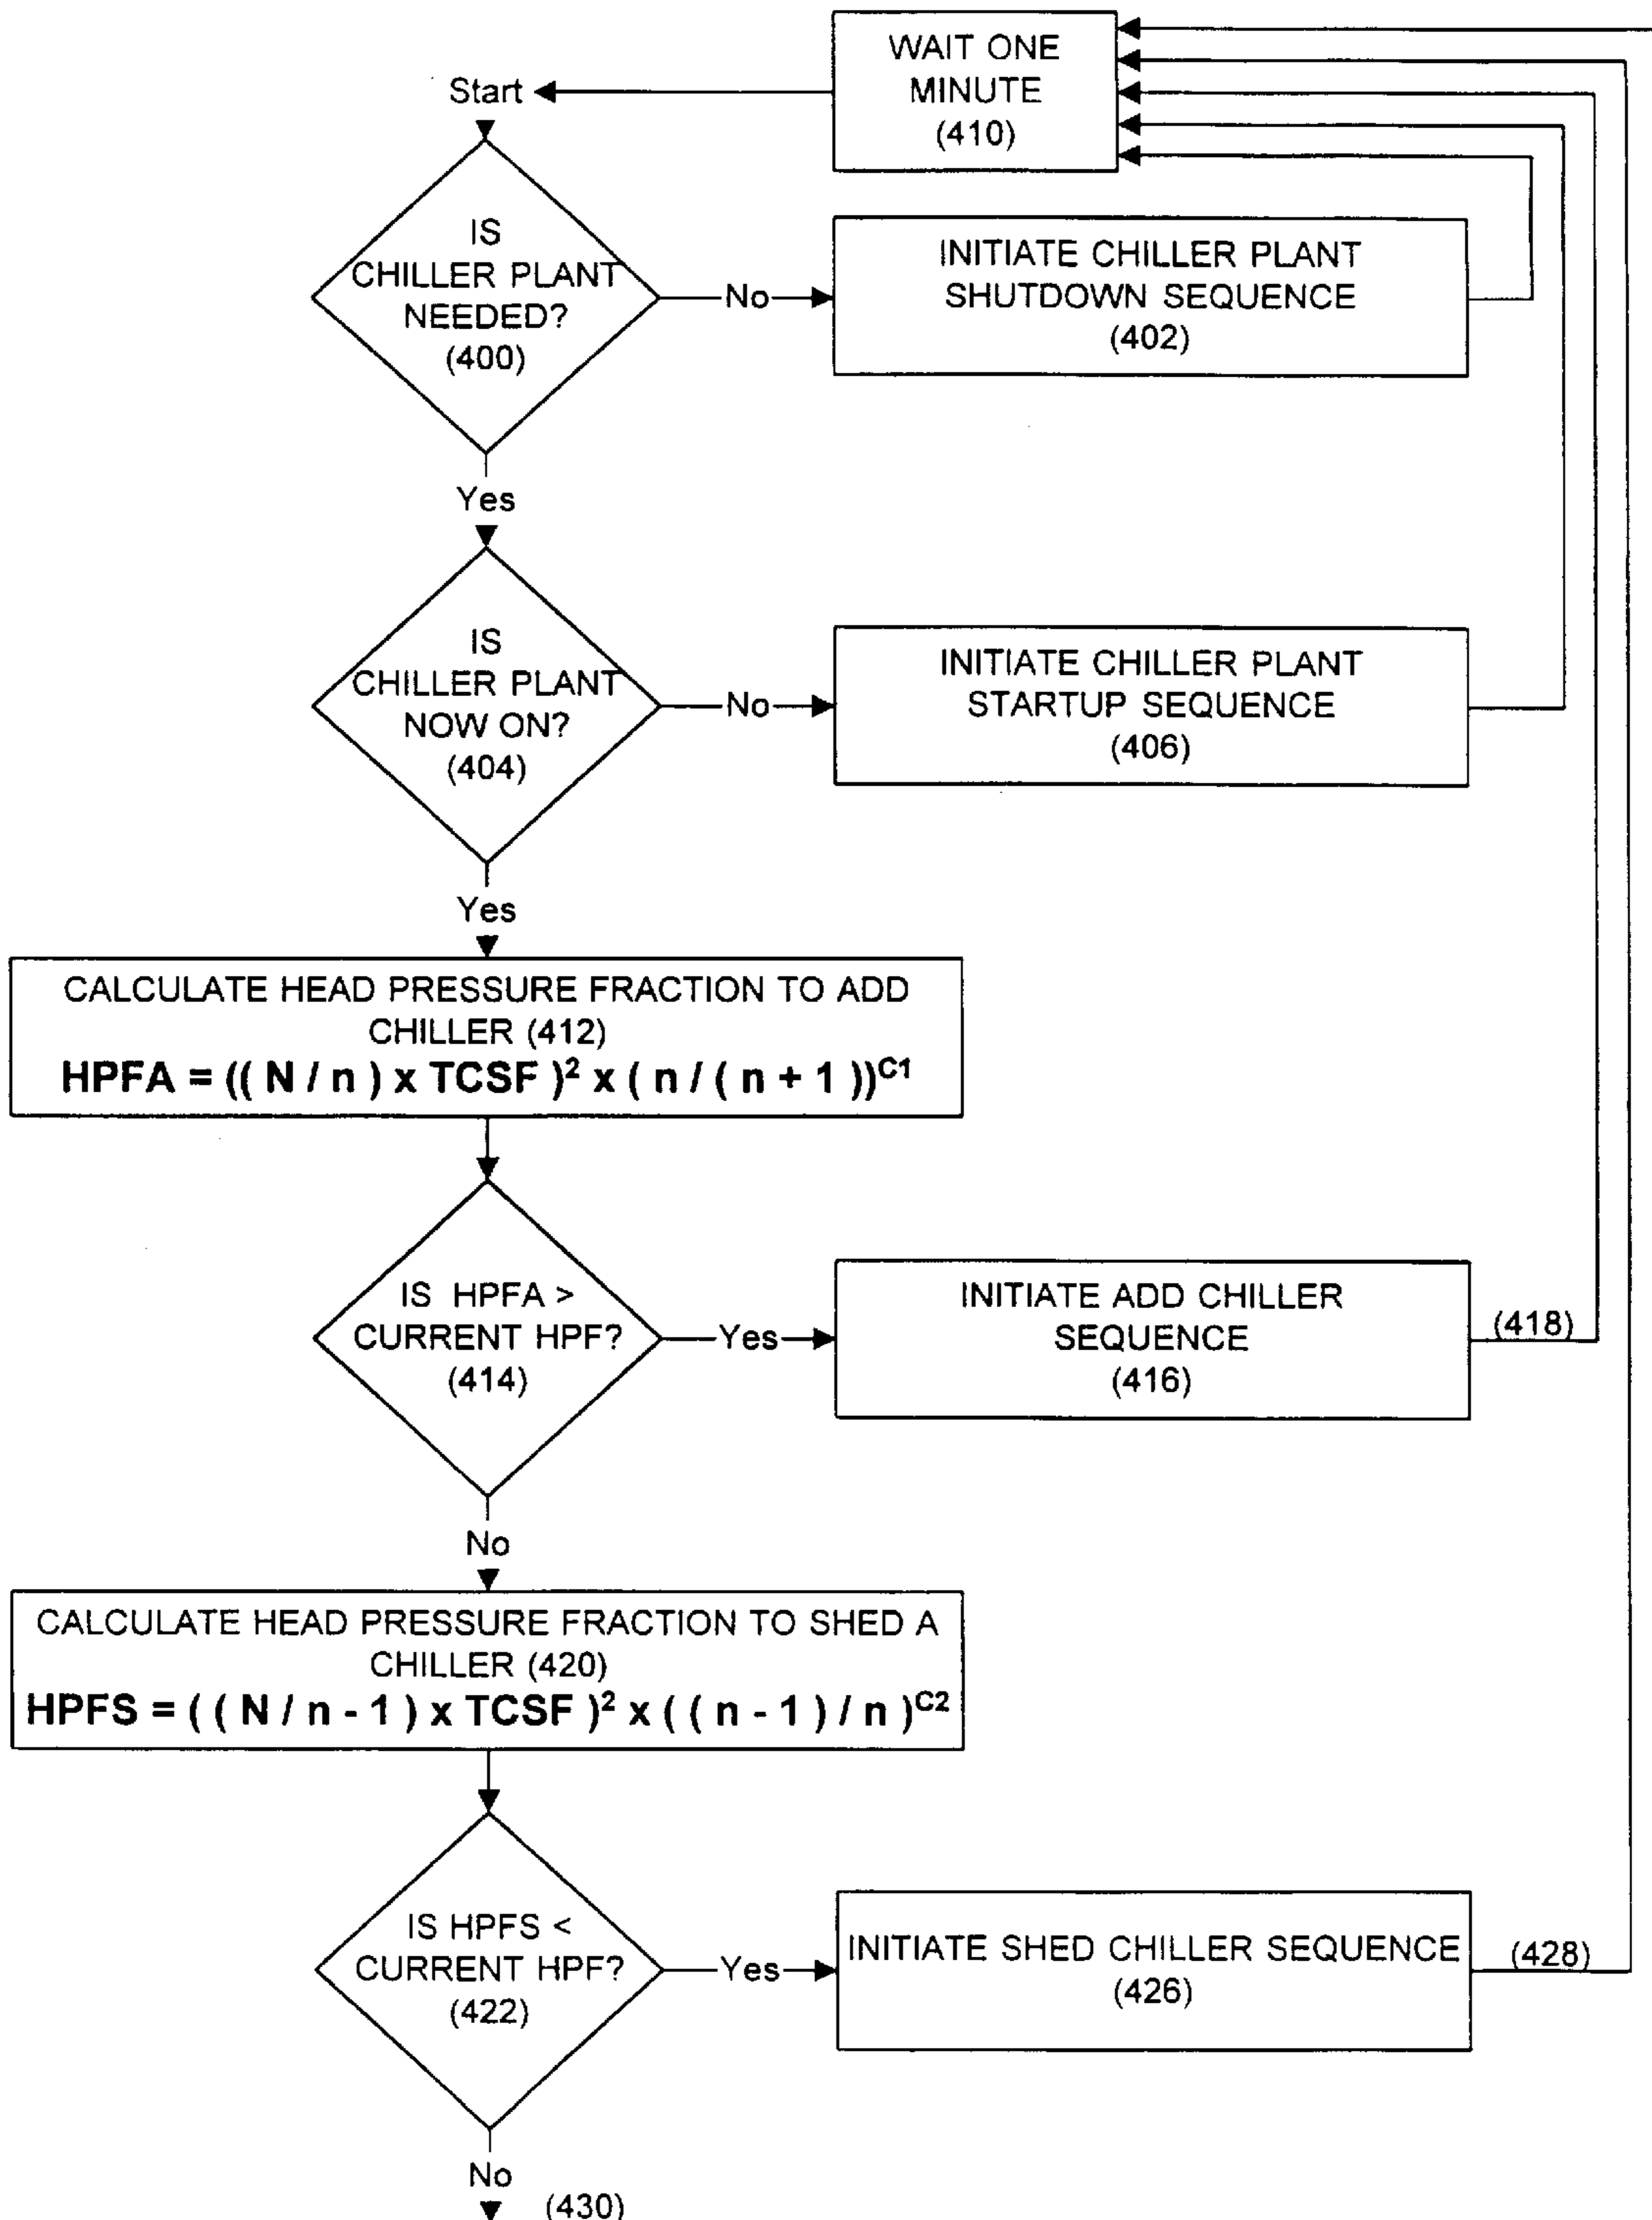 WAIT ONE
MINUTE
(410)
Start
IS
CHILLER PLANT
NEEDED?
(400)
No
INITIATE CHILLER PLANT
SHUTDOWN SEQUENCE
(402)
Yes
IS
CHILLER PLANT
NOW ON?
(404)
No
INITIATE CHILLER PLANT
STARTUP SEQUENCE
(406)
Yes
CALCULATE HEAD PRESSURE FRACTION TO ADD
CHILLER (412)
HPFA = (( N / n ) x TCSF )² x ( n / ( n + 1 ))ᶜ¹
IS HPFA >
CURRENT HPF?
(414)
Yes
INITIATE ADD CHILLER
SEQUENCE
(416)
(418)
No
CALCULATE HEAD PRESSURE FRACTION TO SHED A
CHILLER (420)
HPFS = ( ( N / n - 1 ) x TCSF )² x ( ( n - 1 ) / n )ᶜ²
IS HPFS <
CURRENT HPF?
(422)
Yes
INITIATE SHED CHILLER SEQUENCE
(426)
(428)
No
(430)